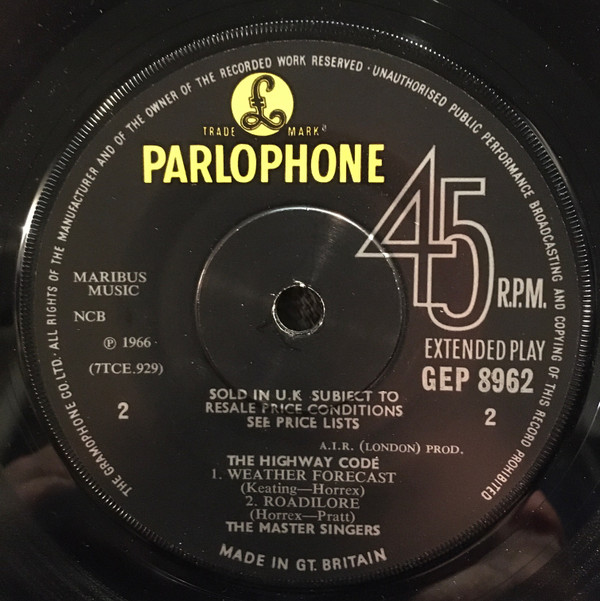 THE GRAMOPHONE CO. LTD. · ALL RIGHTS OF THE MANUFACTURER AND OF THE OWNER OF THE RECORDED WORK RESERVED · UNAUTHORISED PUBLIC PERFORMANCE BROADCASTING AND COPYING OF THIS RECORD PROHIBITED
£
TRADE MARK
PARLOPHONE
45
R.P.M.
EXTENDED PLAY
GEP 8962
2
MARIBUS
MUSIC
NCB
℗ 1966 ·
(7TCE.929)
2
SOLD IN U.K. SUBJECT TO
RESALE PRICE CONDITIONS
SEE PRICE LISTS
A.I.R. (LONDON) PROD.
THE HIGHWAY CODE
1. WEATHER FORECAST
(Keating—Horrex)
2. ROADILORE
(Horrex—Pratt)
THE MASTER SINGERS
MADE IN GT. BRITAIN